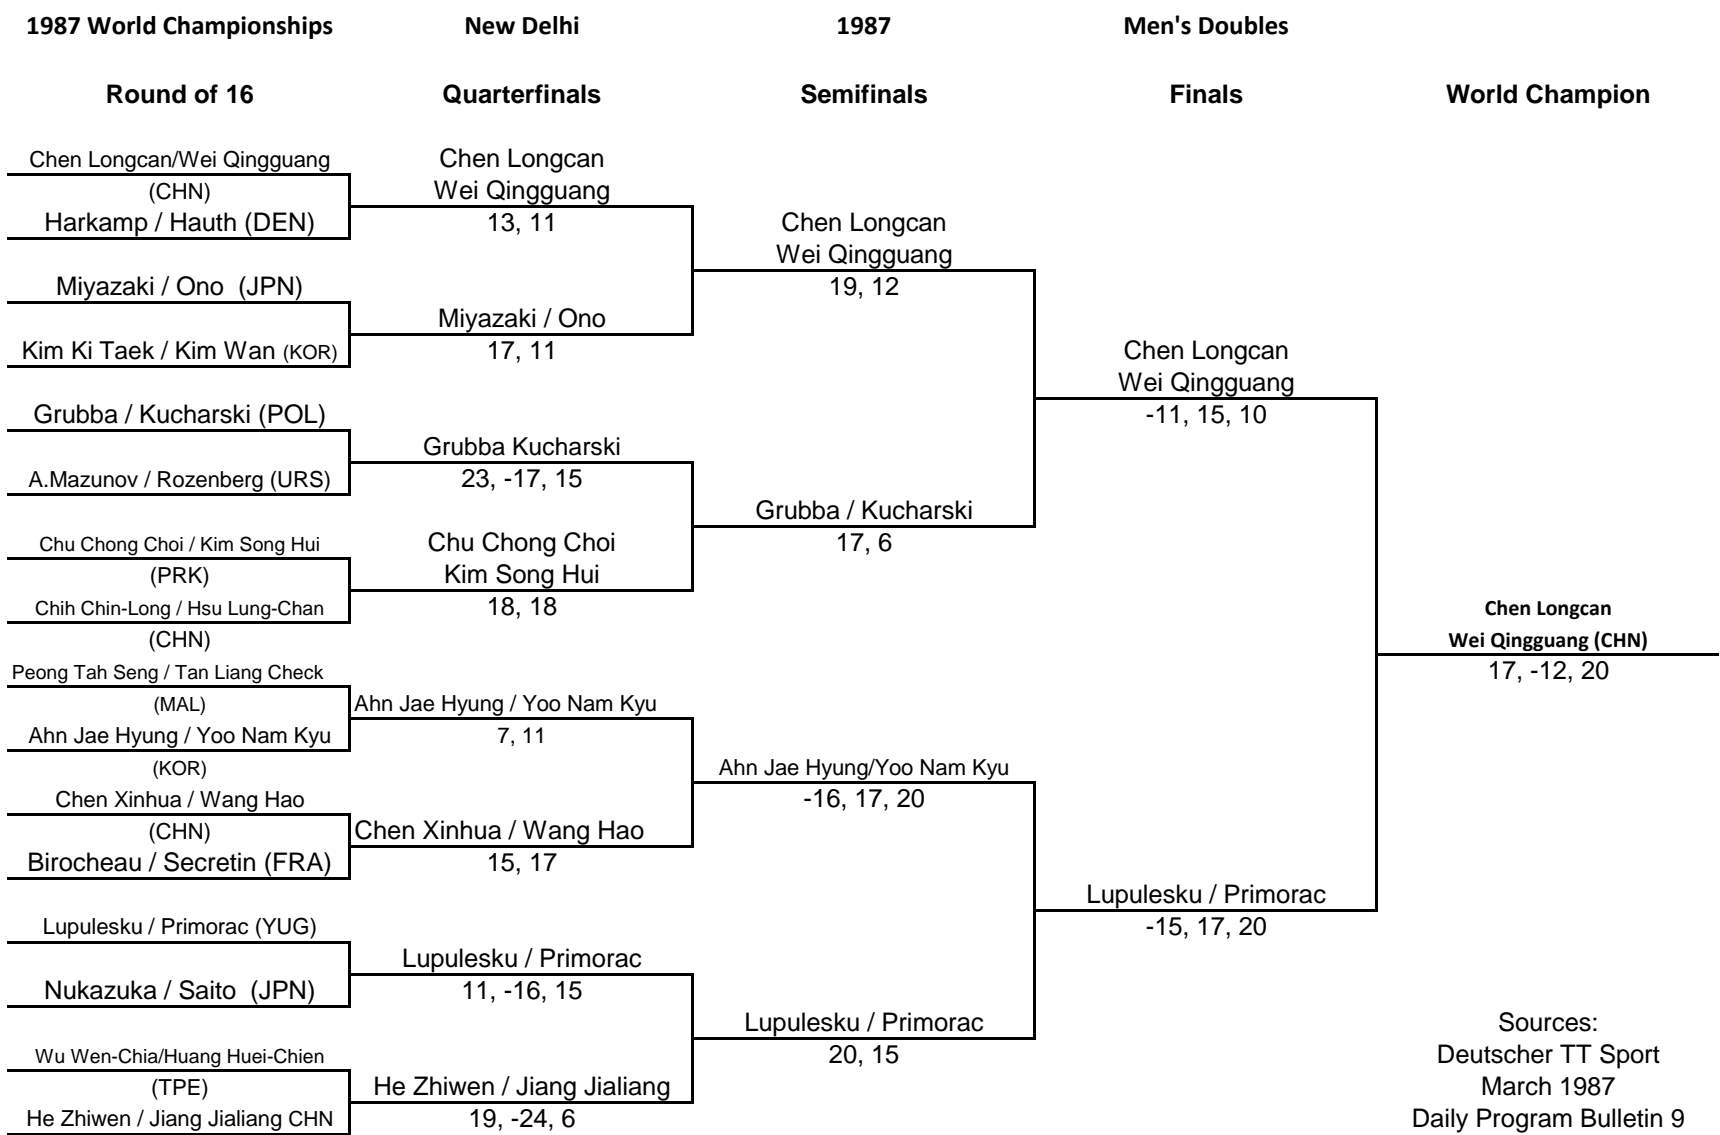 1987 World Championships New Delhi 1987 Men's Doubles
Round of 16 Quarterfinals Semifinals Finals World Champion
Chen Longcan/Wei Qingguang
(CHN)
Harkamp / Hauth (DEN)
Miyazaki / Ono (JPN)
Kim Ki Taek / Kim Wan (KOR)
Grubba / Kucharski (POL)
A.Mazunov / Rozenberg (URS)
Chu Chong Choi / Kim Song Hui
(PRK)
Chih Chin-Long / Hsu Lung-Chan
(CHN)
Peong Tah Seng / Tan Liang Check
(MAL)
Ahn Jae Hyung / Yoo Nam Kyu
(KOR)
Chen Xinhua / Wang Hao
(CHN)
Birocheau / Secretin (FRA)
Lupulesku / Primorac (YUG)
Nukazuka / Saito (JPN)
Wu Wen-Chia/Huang Huei-Chien
(TPE)
He Zhiwen / Jiang Jialiang CHN
Chen Longcan
Wei Qingguang
13, 11
Miyazaki / Ono
17, 11
Grubba Kucharski
23, -17, 15
Chu Chong Choi
Kim Song Hui
18, 18
Ahn Jae Hyung / Yoo Nam Kyu
7, 11
Chen Xinhua / Wang Hao
15, 17
Lupulesku / Primorac
11, -16, 15
He Zhiwen / Jiang Jialiang
19, -24, 6
Chen Longcan
Wei Qingguang
19, 12
Grubba / Kucharski
17, 6
Ahn Jae Hyung/Yoo Nam Kyu
-16, 17, 20
Lupulesku / Primorac
20, 15
Chen Longcan
Wei Qingguang
-11, 15, 10
Lupulesku / Primorac
-15, 17, 20
Chen Longcan
Wei Qingguang (CHN)
17, -12, 20
Sources:
Deutscher TT Sport
March 1987
Daily Program Bulletin 9